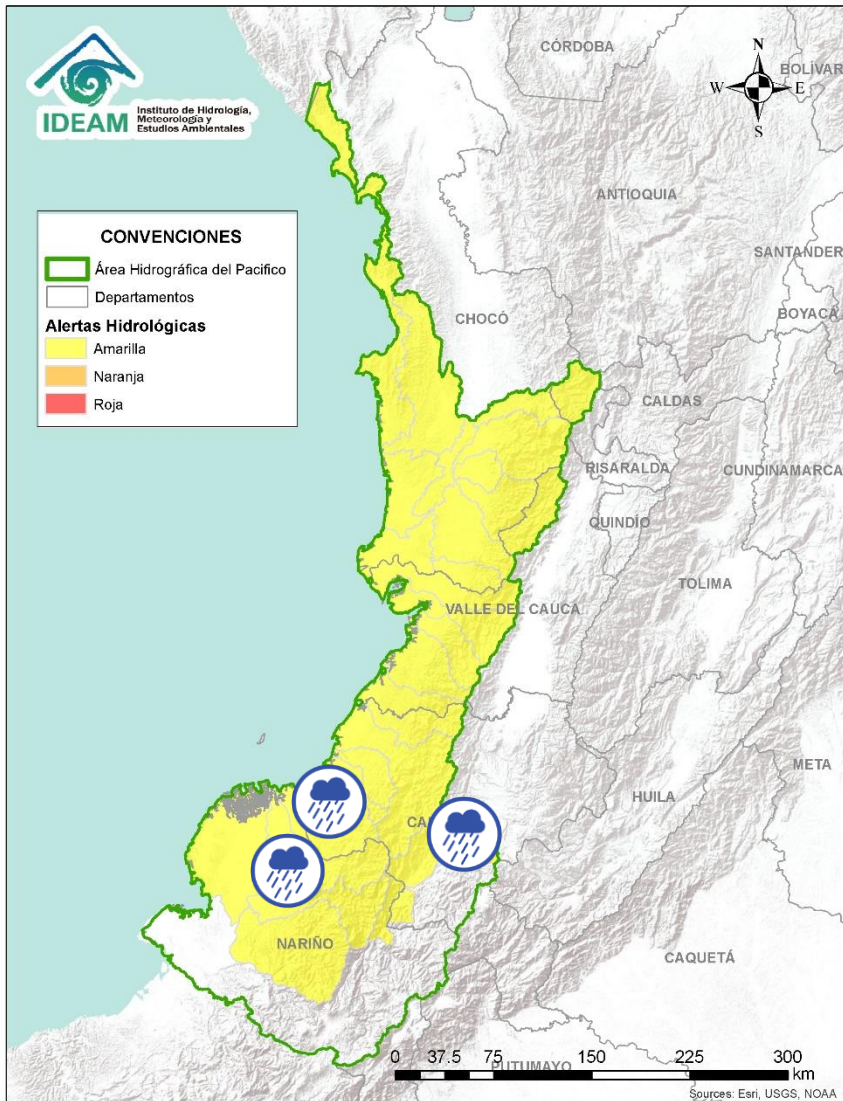 IDEAM
Instituto de Hidrología,
Meteorología y
Estudios Ambientales
CÓRDOBA
BOLÍVAR
N
W
E
S
ANTIOQUIA
SANTANDER
BOYACÁ
CHOCÓ
CALDAS
RISARALDA
CUNDINAMARCA
QUINDÍO
TOLIMA
VALLE DEL CAUCA
META
HUILA
CA
NARIÑO
CAQUETÁ
PUTUMAYO
CONVENCIONES
Área Hidrográfica del Pacifico
Departamentos
Alertas Hidrológicas
Amarilla
Naranja
Roja
0 37.5 75 150 225 300
km
Sources: Esri, USGS, NOAA